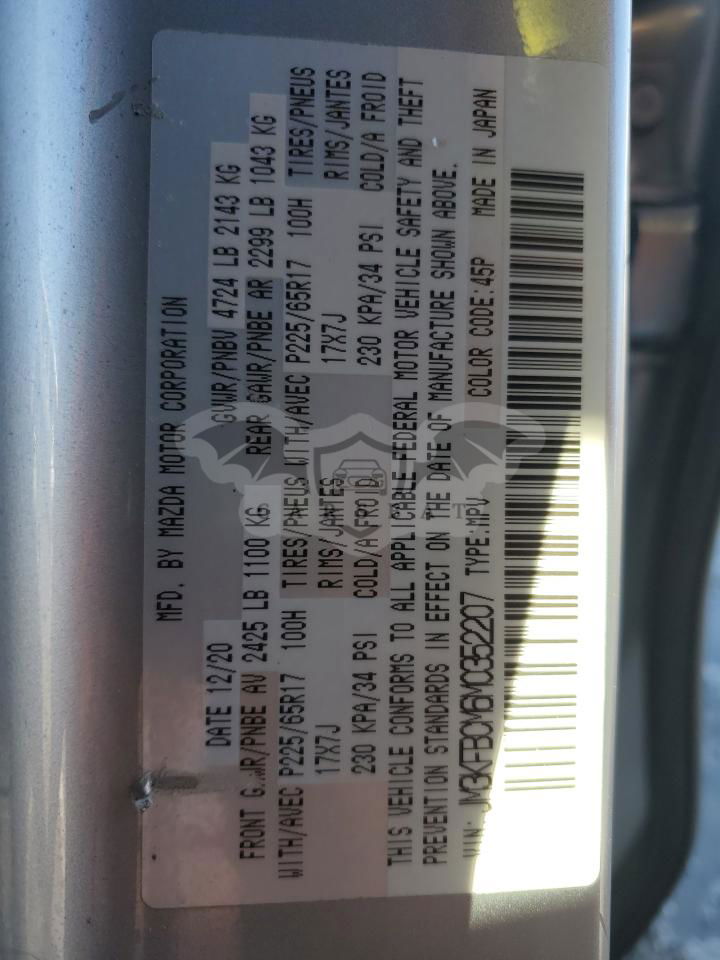 MFD. BY MAZDA MOTOR CORPORATION
DATE 12/20 GVWR/PNBV 4724 LB 2143 KG
FRONT GAWR/PNBE AV 2425 LB 1100 KG REAR GAWR/PNBE AR 2299 LB 1043 KG
WITH/AVEC P225/65R17 100H TIRES/PNEUS WITH/AVEC P225/65R17 100H TIRES/PNEUS
17X7J RIMS/JANTES 17X7J RIMS/JANTES
230 KPA/34 PSI COLD/A FROID 230 KPA/34 PSI COLD/A FROID
THIS VEHICLE CONFORMS TO ALL APPLICABLE FEDERAL MOTOR VEHICLE SAFETY AND THEFT
PREVENTION STANDARDS IN EFFECT ON THE DATE OF MANUFACTURE SHOWN ABOVE.
VIN: JM3KFBCM6M0352207 TYPE:MPV COLOR CODE:45P MADE IN JAPAN